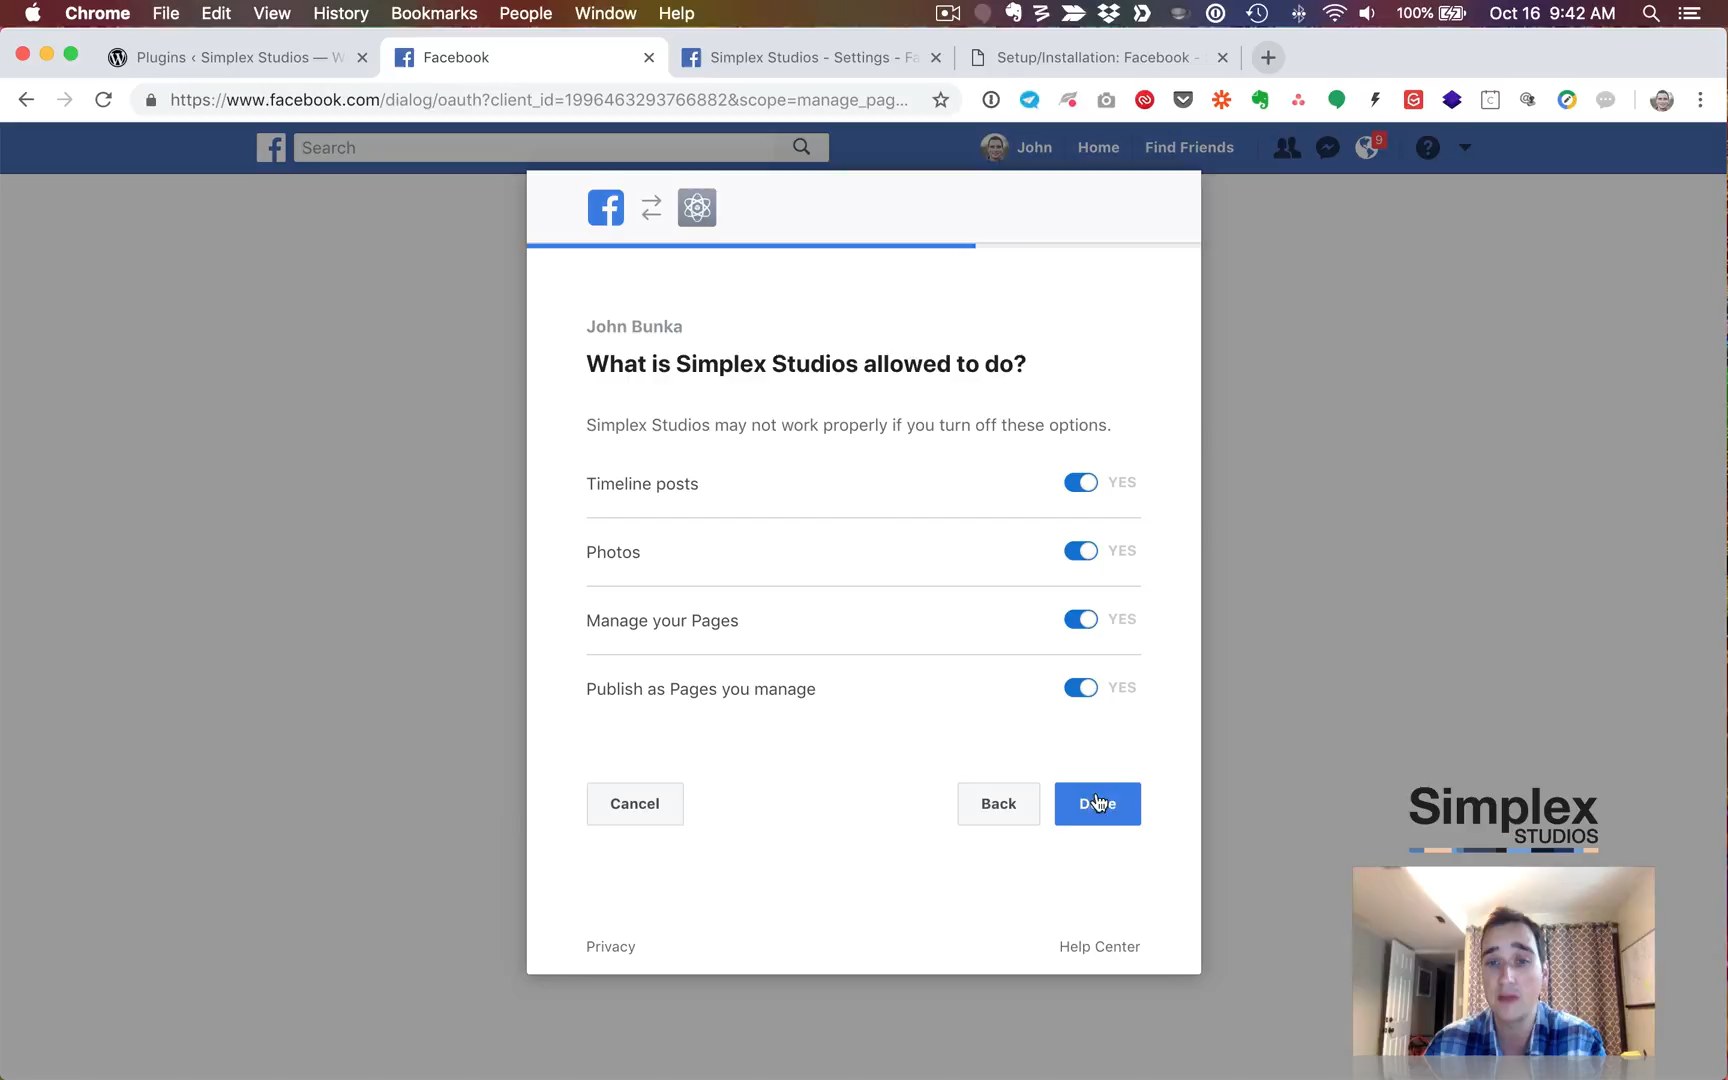 Chrome File Edit View History Bookmarks People Window Help 100% Oct 16 9:42 AM
Plugins ‹ Simplex Studios — W
Facebook
Simplex Studios - Settings - Fa
Setup/Installation: Facebook -
https://www.facebook.com/dialog/oauth?client_id=1996463293766882&scope=manage_pag...
Search
John Home Find Friends 9
John Bunka
What is Simplex Studios allowed to do?
Simplex Studios may not work properly if you turn off these options.
Timeline posts YES
Photos YES
Manage your Pages YES
Publish as Pages you manage YES
Cancel Back
Privacy Help Center
Simplex
STUDIOS